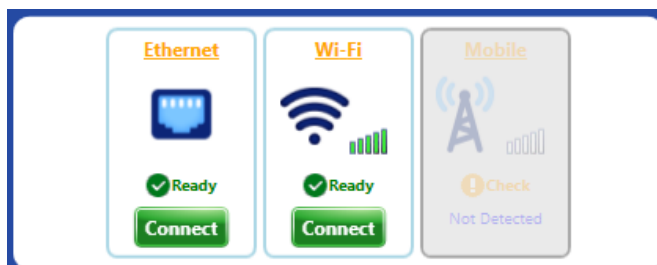 Ethernet
Wi-Fi
Mobile
Ready
Ready
Check
Connect
Connect
Not Detected